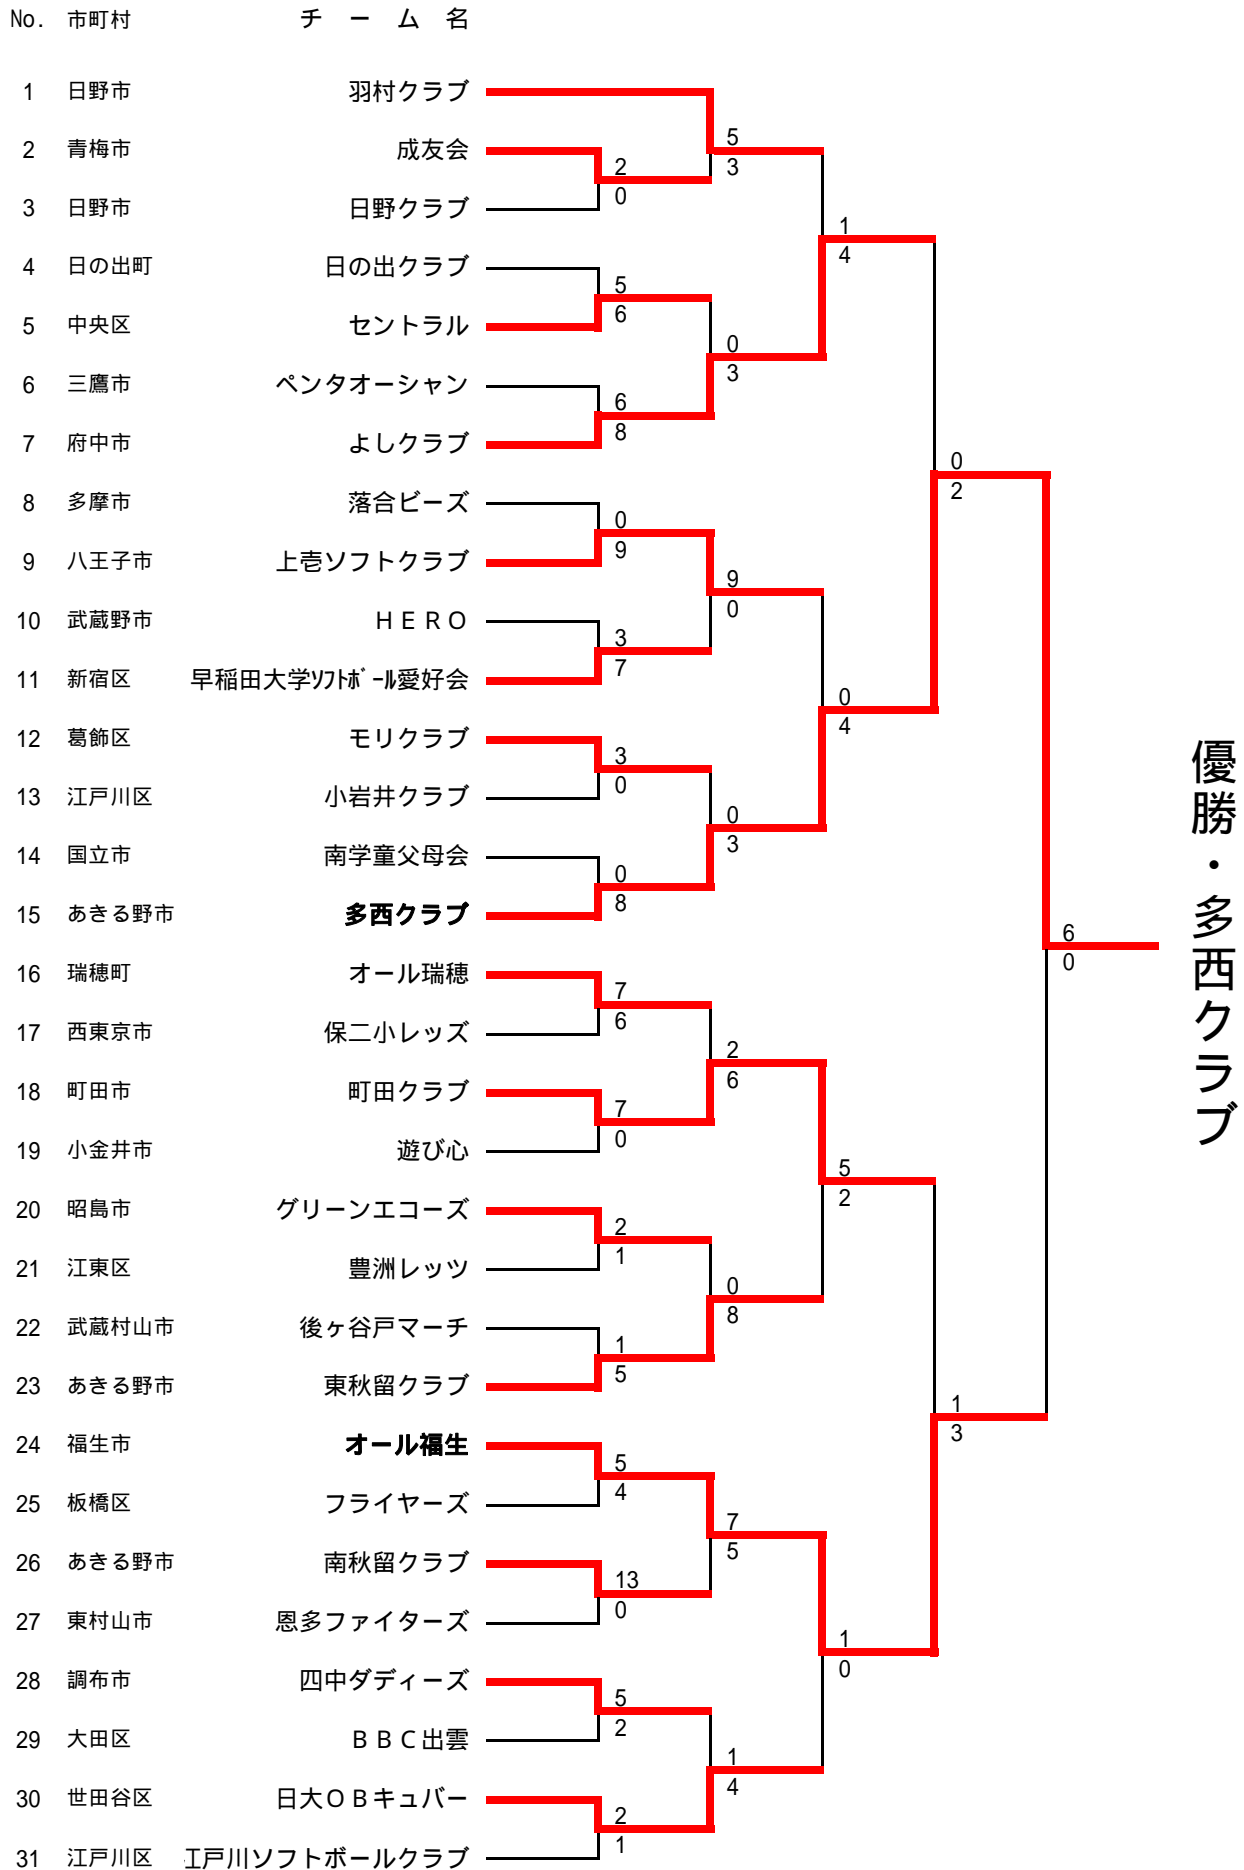 No. 市町村 チーム名
1 日野市 羽村クラブ
5
2 青梅市 成友会
2
3
0
3 日野市 日野クラブ
1
4
4 日の出町 日の出クラブ
5
6
5 中央区 セントラル
0
3
6 三鷹市 ペンタオーシャン
6
8
7 府中市 よしクラブ
0
2
8 多摩市 落合ビーズ
0
9
9 八王子市 上壱ソフトクラブ
9
0
10 武蔵野市 ＨＥＲＯ
3
7
11 新宿区 早稲田大学ｿﾌﾄﾎﾞｰﾙ愛好会
0
4
12 葛飾区 モリクラブ
3
0
13 江戸川区 小岩井クラブ
0
3
14 国立市 南学童父母会
0
8
15 あきる野市 多西クラブ
6
0
16 瑞穂町 オール瑞穂
7
6
17 西東京市 保二小レッズ
2
6
18 町田市 町田クラブ
7
0
19 小金井市 遊び心
5
2
20 昭島市 グリーンエコーズ
2
1
21 江東区 豊洲レッツ
0
8
22 武蔵村山市 後ヶ谷戸マーチ
1
5
23 あきる野市 東秋留クラブ
1
3
24 福生市 オール福生
5
4
25 板橋区 フライヤーズ
7
5
26 あきる野市 南秋留クラブ
13
0
27 東村山市 恩多ファイターズ
1
0
28 調布市 四中ダディーズ
5
2
29 大田区 ＢＢＣ出雲
1
4
30 世田谷区 日大ＯＢキュバー
2
1
31 江戸川区 江戸川ソフトボールクラブ
優勝・多西クラブ